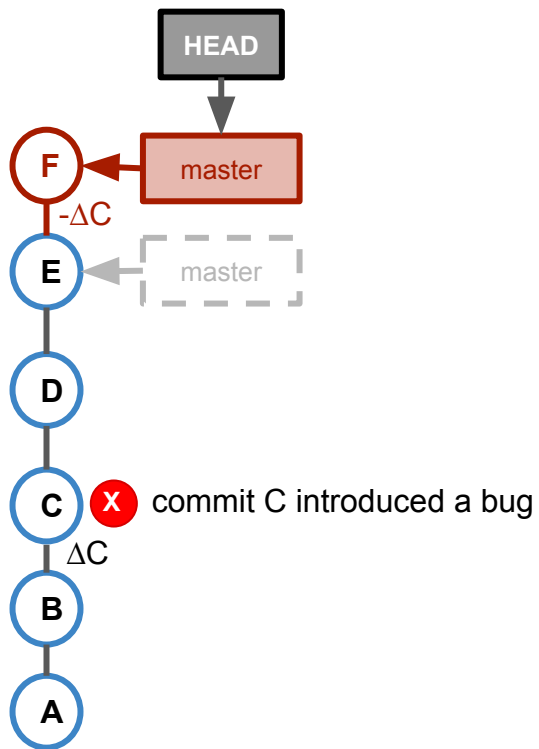 HEAD
F
master
-ΔC
E
master
D
C
X
commit C introduced a bug
ΔC
B
A